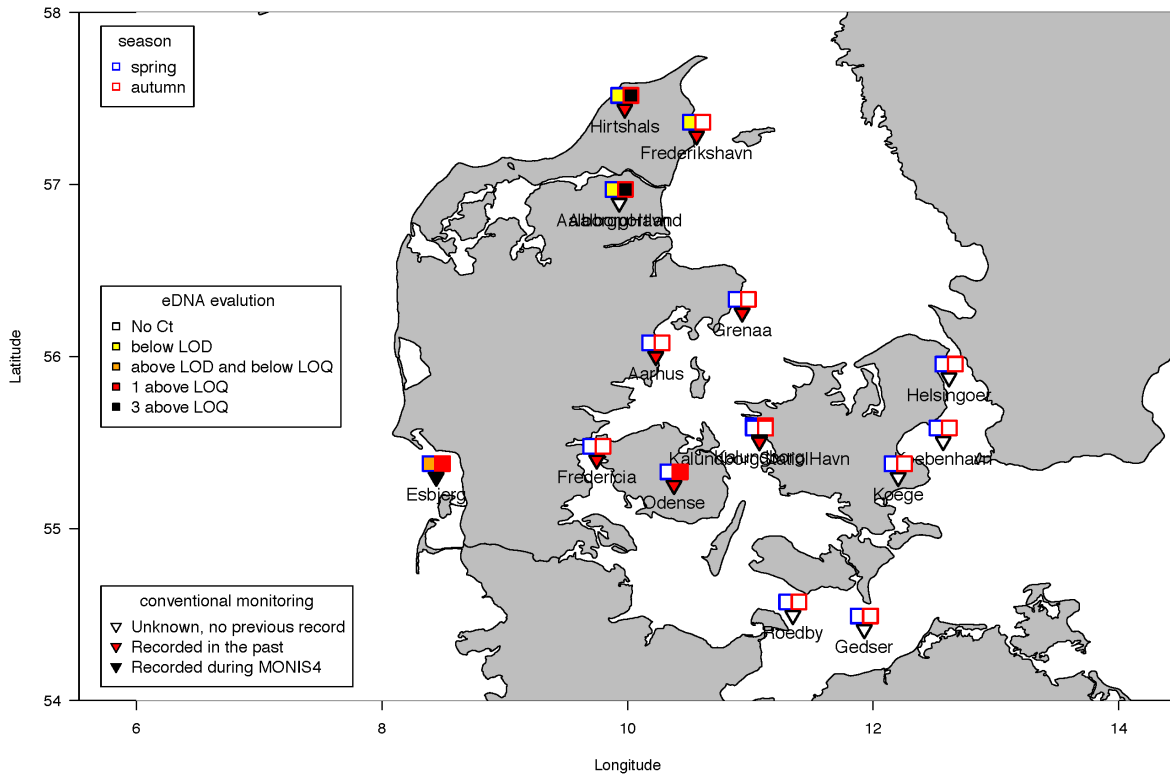 58
57
56
55
54
Latitude
season
spring
autumn
eDNA evalution
No Ct
below LOD
above LOD and below LOQ
1 above LOQ
3 above LOQ
conventional monitoring
Unknown, no previous record
Recorded in the past
Recorded during MONIS4
Hirtshals
Frederikshavn
Grenaa
Aarhus
Helsingoer
Fredericia
Esbjerg
Odense
Koege
Roedby
Gedser
6
8
10
12
14
Longitude